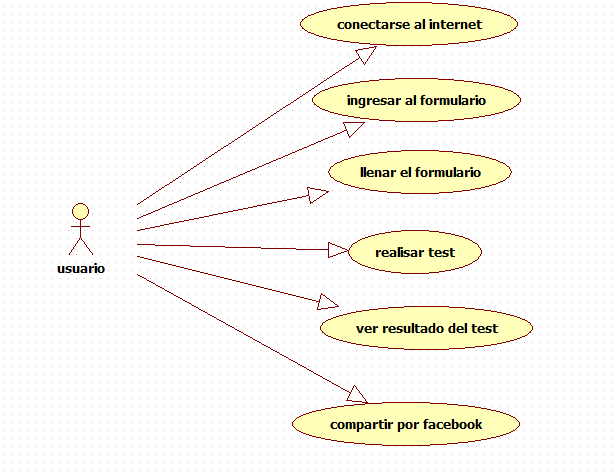 conectarse al internet
ingresar al formulario
llenar el formulario
usuario
realisar test
ver resultado del test
compartir por facebook